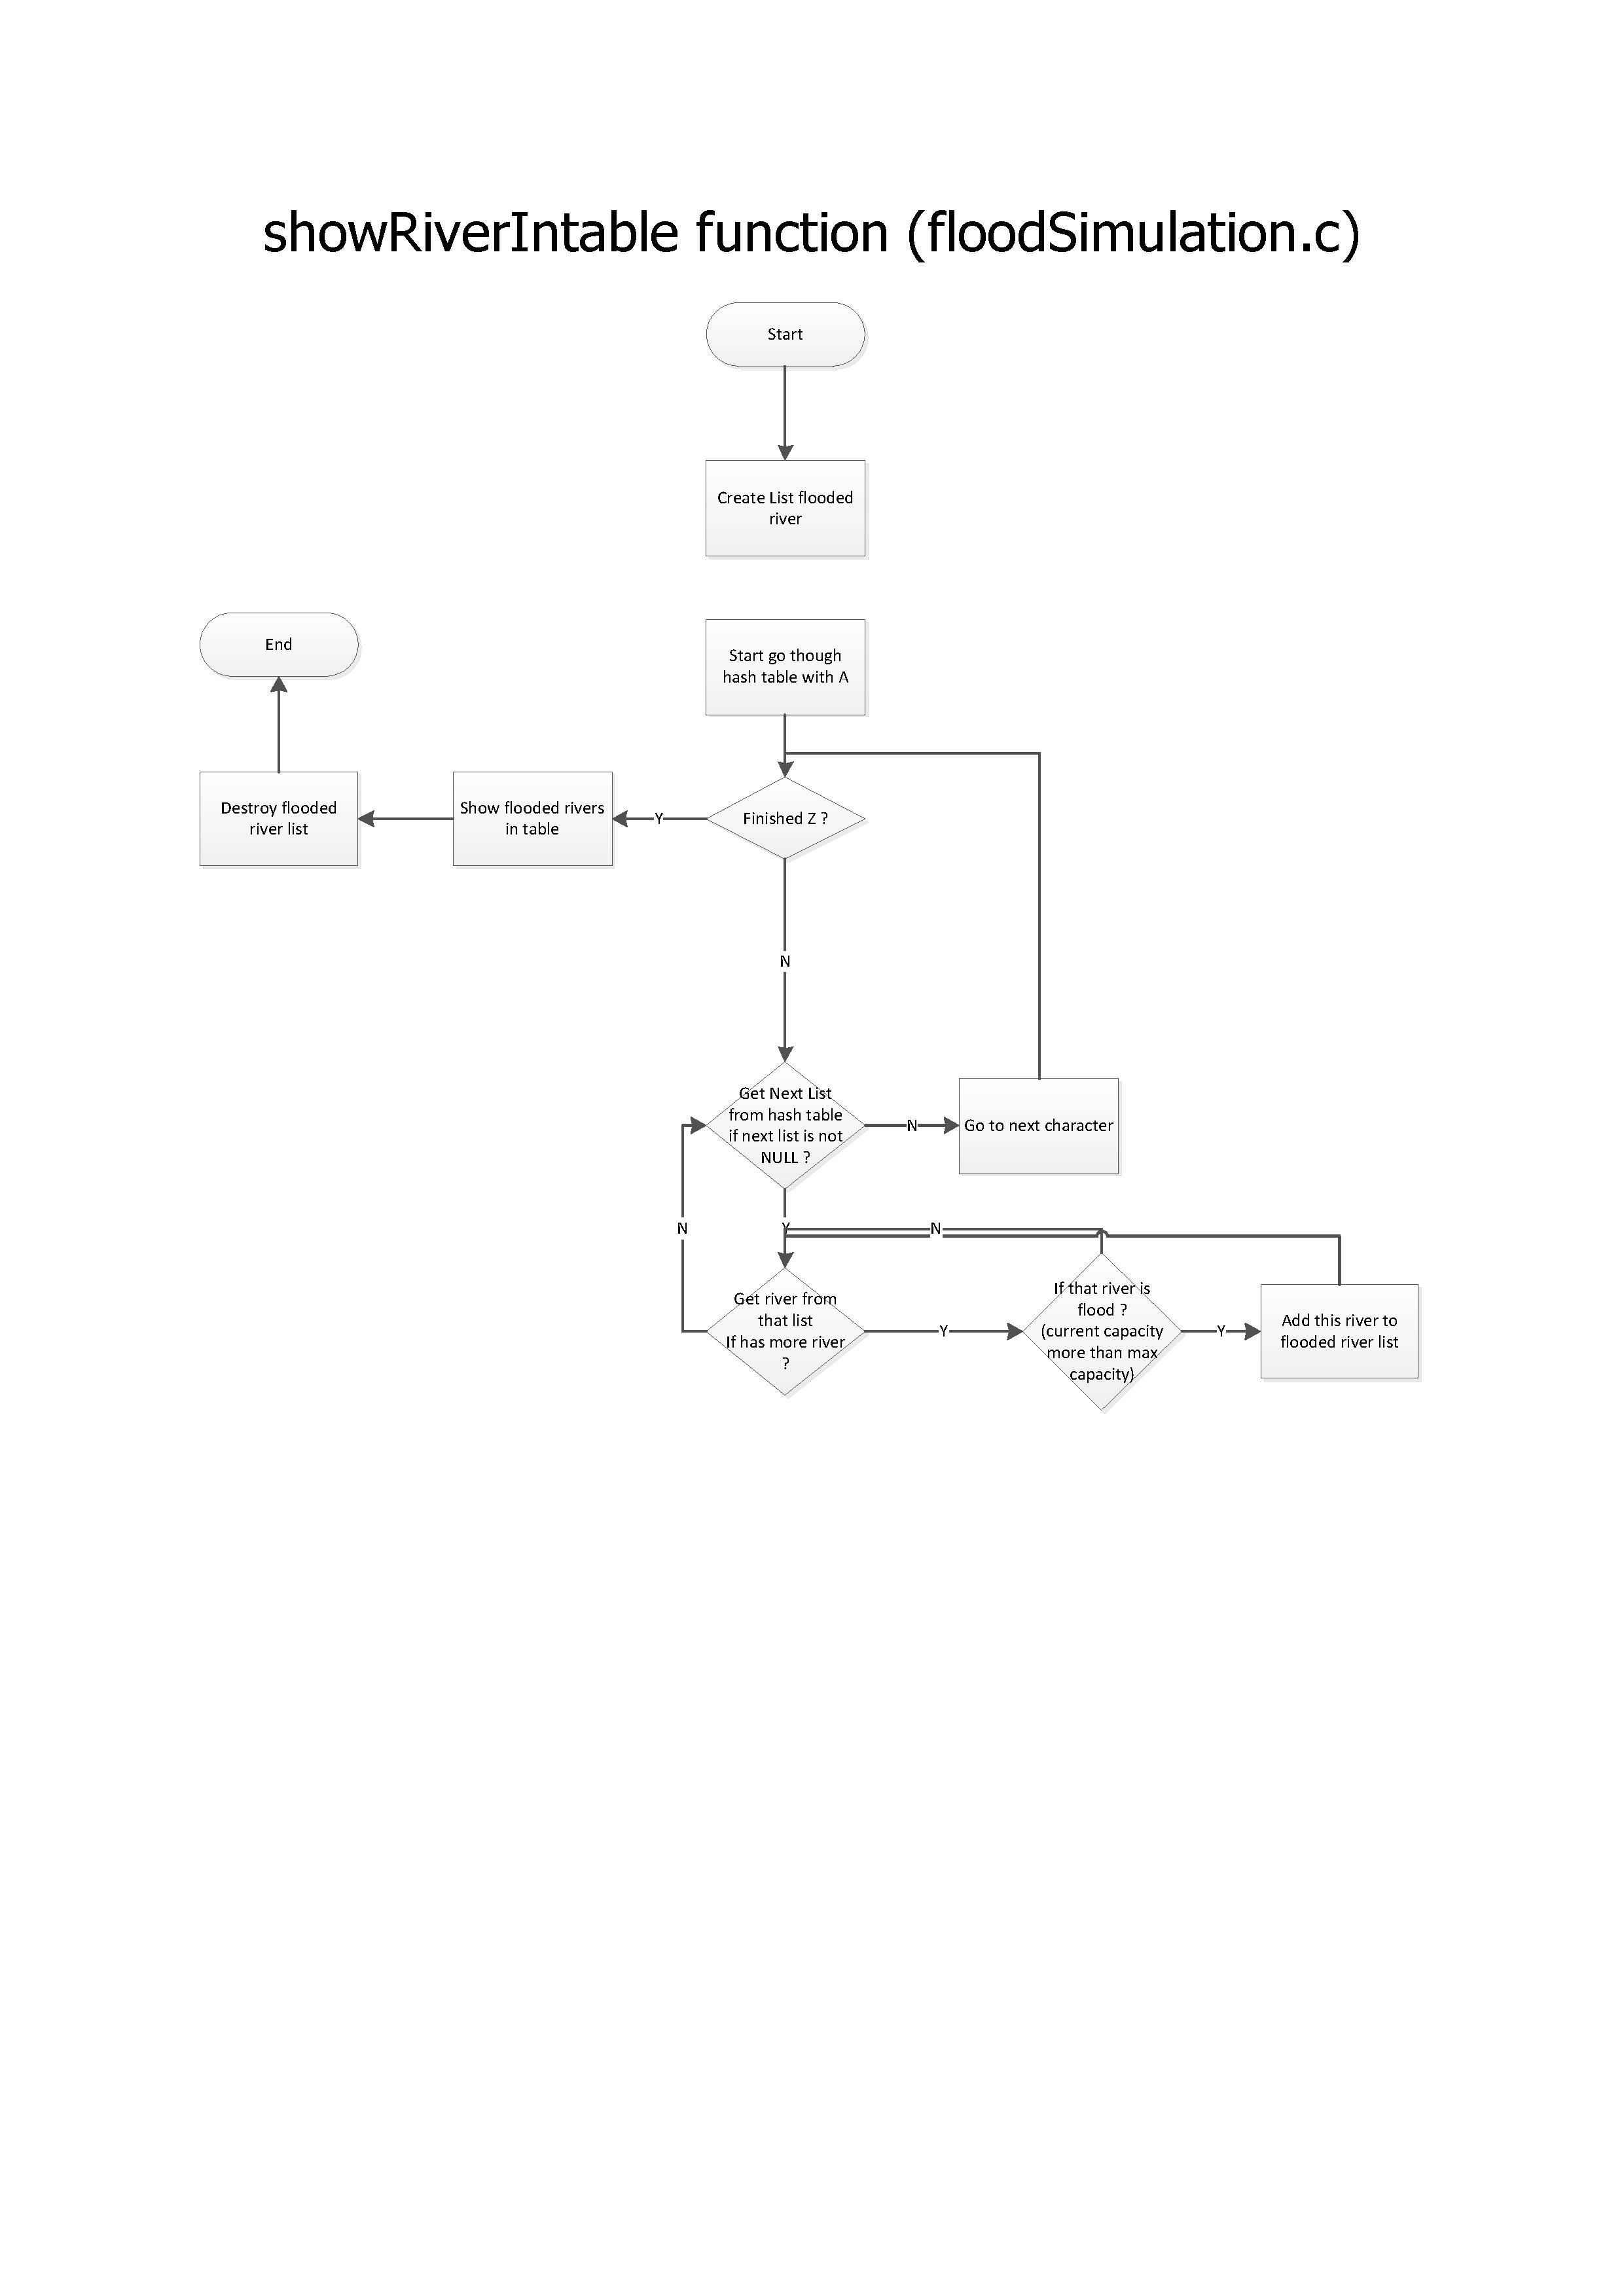 showRiverIntable function (floodSimulation.c)
Start
Create List flooded
river
End
Start go though
hash table with A
Destroy flooded
river list
Show flooded rivers
in table
Y
Finished Z ?
N
Get Next List
from hash table
if next list is not
NULL ?
N
Go to next character
N
Y
N
Get river from
that list
If has more river
?
Y
If that river is
flood ?
(current capacity
more than max
capacity)
Y
Add this river to
flooded river list